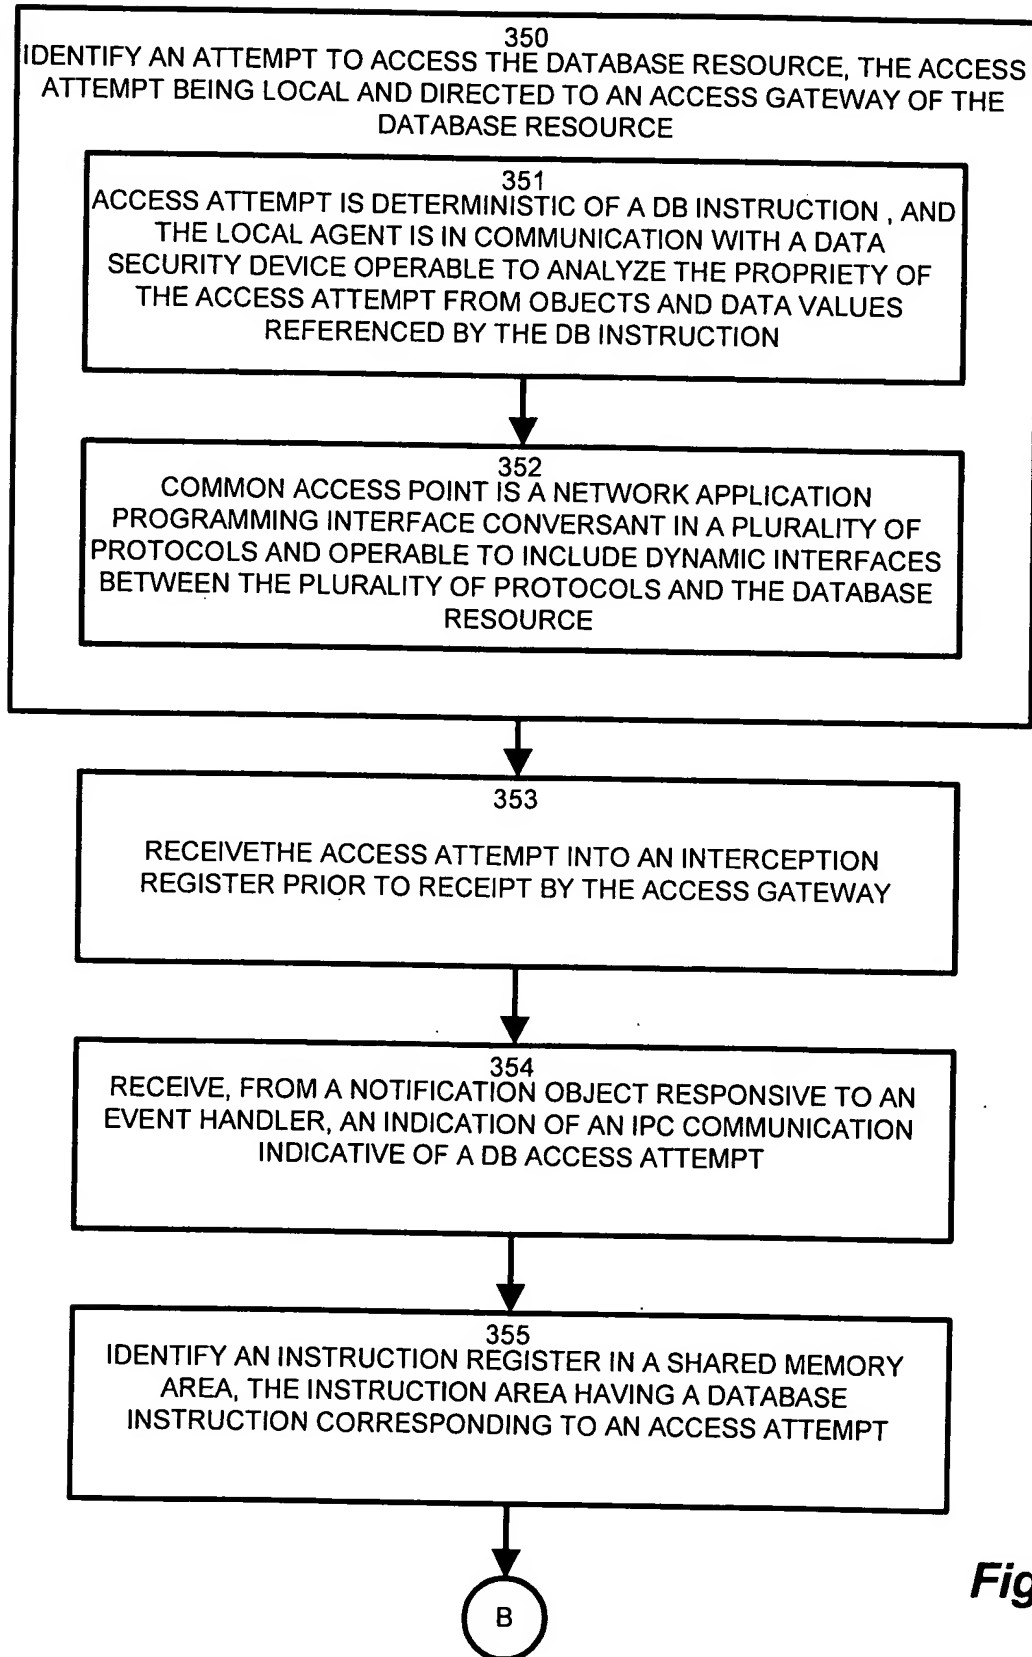 350
IDENTIFY AN ATTEMPT TO ACCESS THE DATABASE RESOURCE, THE ACCESS
ATTEMPT BEING LOCAL AND DIRECTED TO AN ACCESS GATEWAY OF THE
DATABASE RESOURCE
351
ACCESS ATTEMPT IS DETERMINISTIC OF A DB INSTRUCTION , AND
THE LOCAL AGENT IS IN COMMUNICATION WITH A DATA
SECURITY DEVICE OPERABLE TO ANALYZE THE PROPRIETY OF
THE ACCESS ATTEMPT FROM OBJECTS AND DATA VALUES
REFERENCED BY THE DB INSTRUCTION
352
COMMON ACCESS POINT IS A NETWORK APPLICATION
PROGRAMMING INTERFACE CONVERSANT IN A PLURALITY OF
PROTOCOLS AND OPERABLE TO INCLUDE DYNAMIC INTERFACES
BETWEEN THE PLURALITY OF PROTOCOLS AND THE DATABASE
RESOURCE
353
RECEIVETHE ACCESS ATTEMPT INTO AN INTERCEPTION
REGISTER PRIOR TO RECEIPT BY THE ACCESS GATEWAY
354
RECEIVE, FROM A NOTIFICATION OBJECT RESPONSIVE TO AN
EVENT HANDLER, AN INDICATION OF AN IPC COMMUNICATION
INDICATIVE OF A DB ACCESS ATTEMPT
355
IDENTIFY AN INSTRUCTION REGISTER IN A SHARED MEMORY
AREA, THE INSTRUCTION AREA HAVING A DATABASE
INSTRUCTION CORRESPONDING TO AN ACCESS ATTEMPT
Fig
B